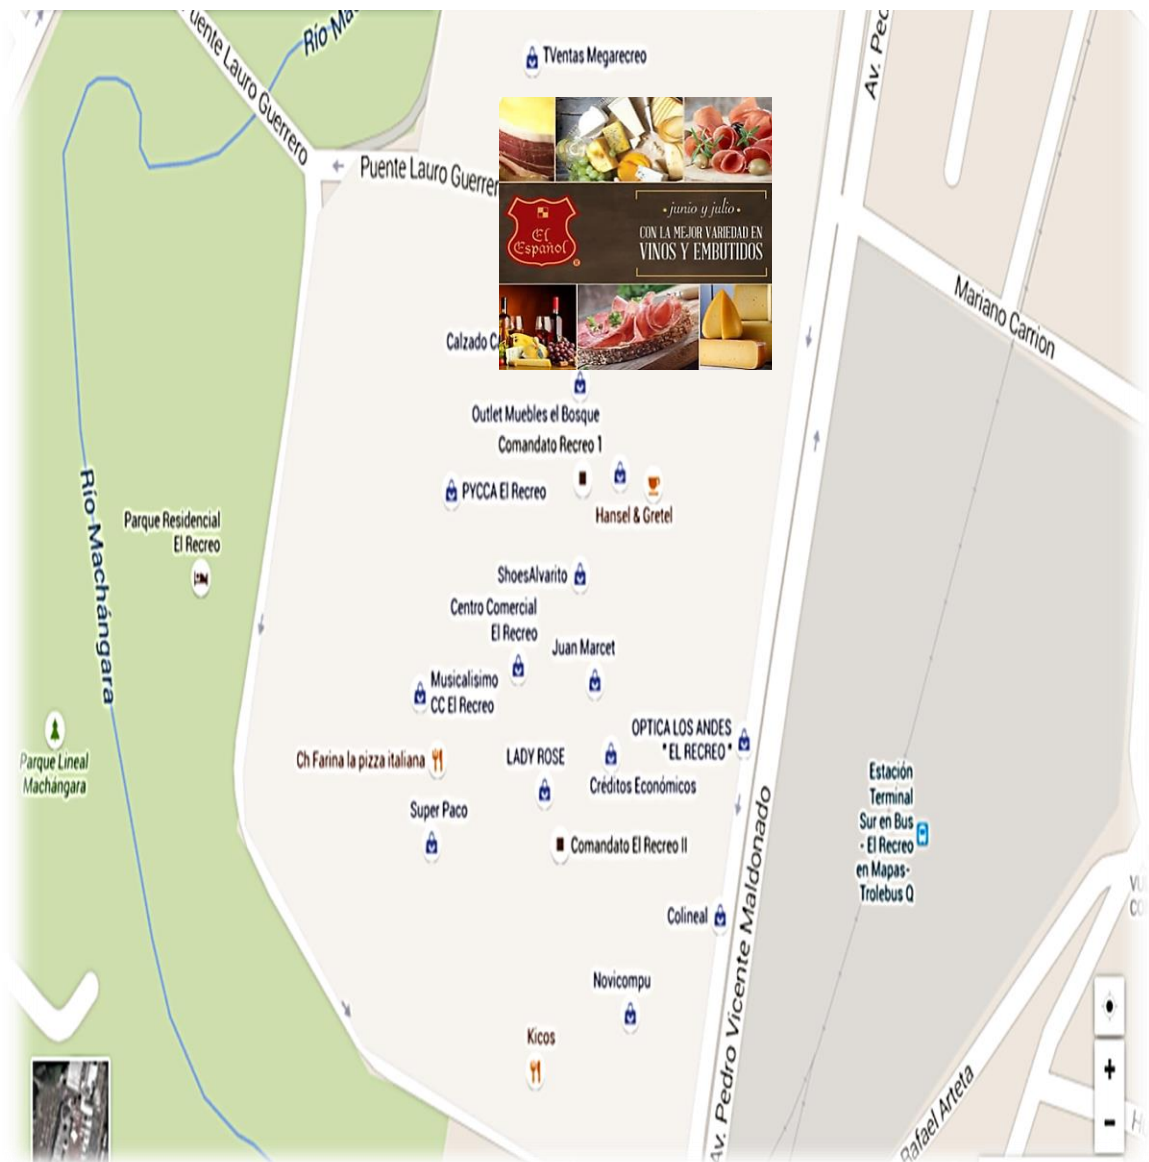 Río
Puente Lauro Guerrero
TVentas Megarecreo
Av.
Puente Lauro Guerrer
El
Español
®
• junio y julio •
CON LA MEJOR VARIEDAD EN
VINOS Y EMBUTIDOS
Mariano Carrion
Calzado
Outlet Muebles el Bosque
Comandato Recreo 1
PYCCA El Recreo
Hansel & Gretel
Río Machángara
Parque Residencial
El Recreo
ShoesAlvarito
Centro Comercial
El Recreo
Juan Marcet
Musicalisimo
CC El Recreo
OPTICA LOS ANDES
"EL RECREO"
Parque Lineal
Machángara
Ch Farina la pizza italiana
LADY ROSE
Créditos Económicos
Estación
Terminal
Sur en Bus
- El Recreo
en Mapas-
Trolebus Q
Super Paco
Comandato El Recreo II
Av. Pedro Vicente Maldonado
Colineal
Novicompu
Kicos
Rafael Arteta
+
-